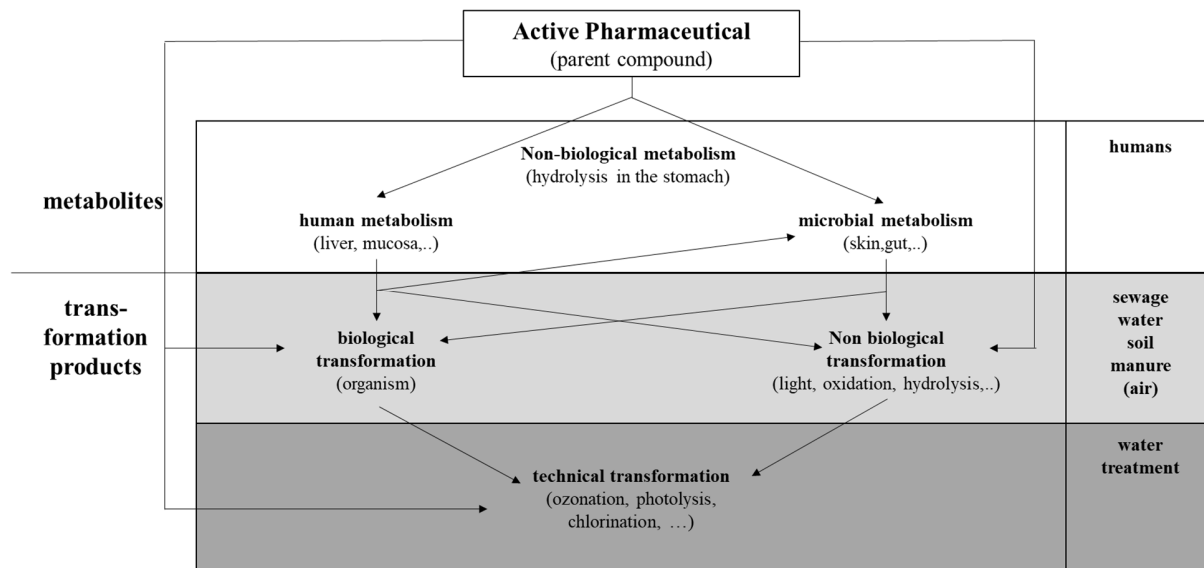 Active Pharmaceutical
(parent compound)
humans
Non-biological metabolism
(hydrolysis in the stomach)
metabolites
human metabolism
(liver, mucosa,..)
microbial metabolism
(skin,gut,..)
trans-
formation
products
sewage
water
soil
manure
(air)
biological
transformation
(organism)
Non biological
transformation
(light, oxidation, hydrolysis,..)
water
treatment
technical transformation
(ozonation, photolysis,
chlorination, …)